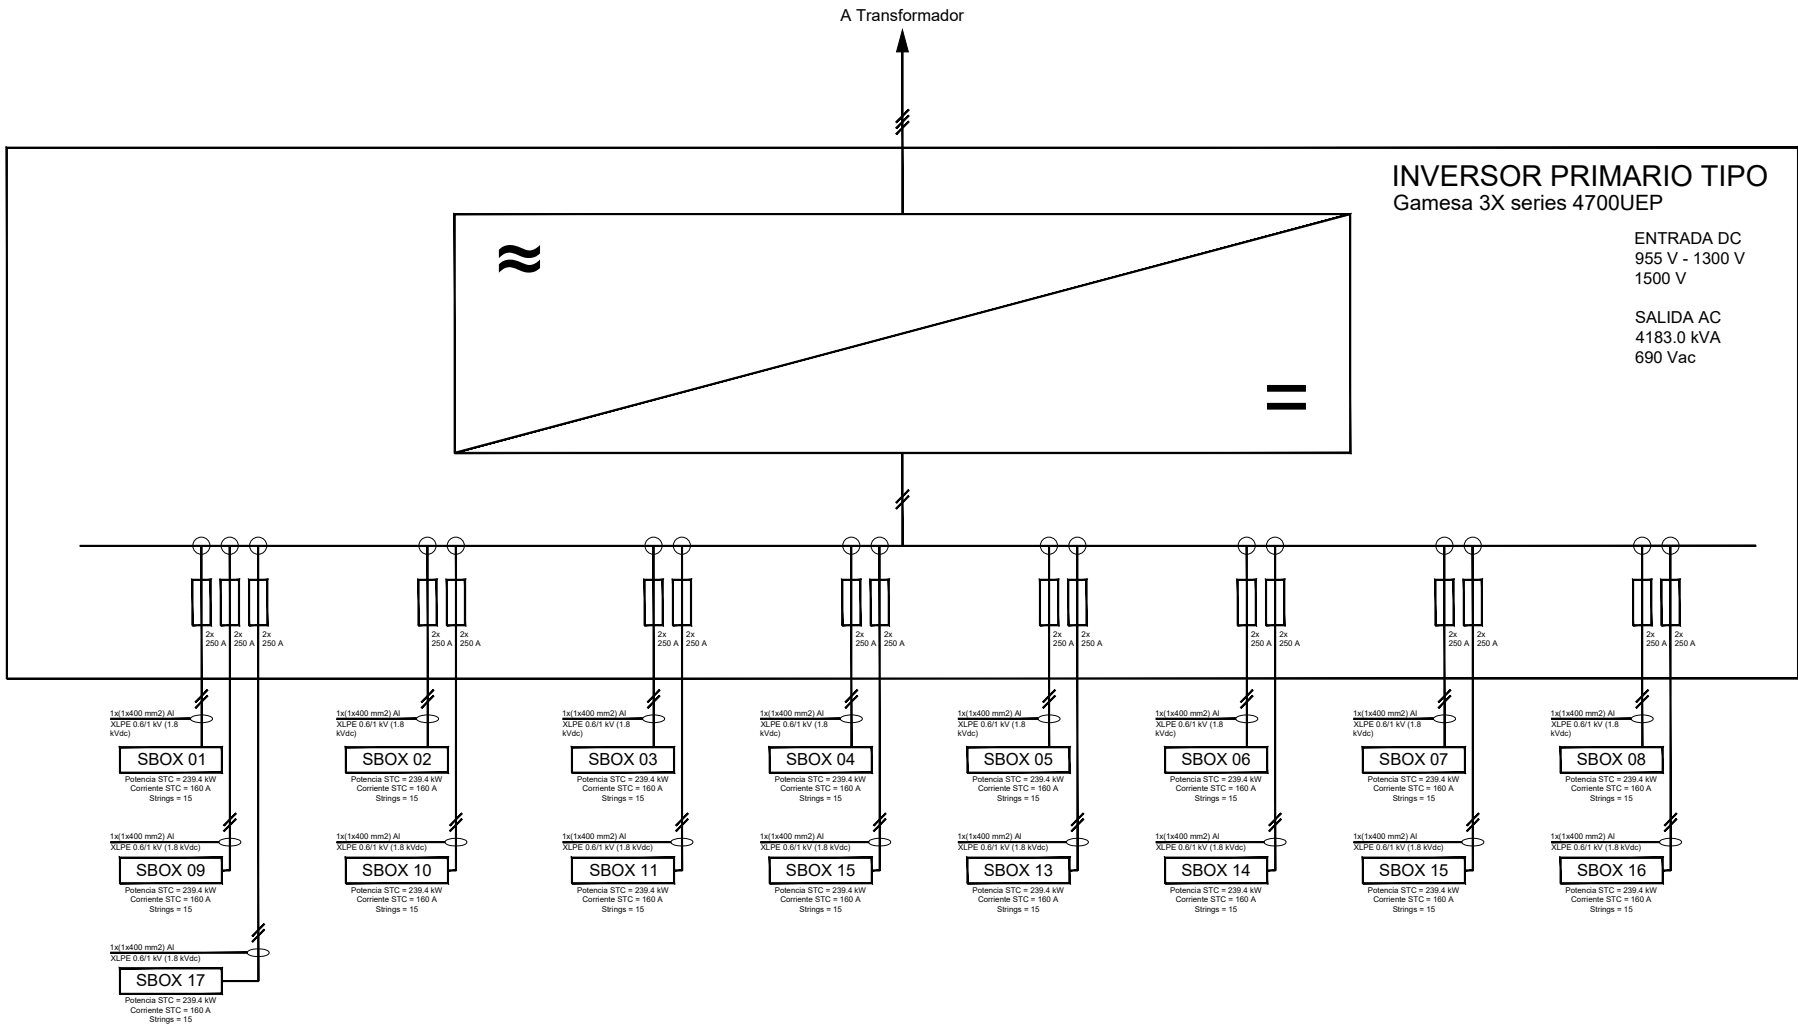 A Transformador
INVERSOR PRIMARIO TIPO
Gamesa 3X series 4700UEP
ENTRADA DC
955 V - 1300 V
1500 V
SALIDA AC
4183.0 kVA
690 Vac
2x
250 A
2x
250 A
2x
250 A
2x
250 A
2x
250 A
2x
250 A
2x
250 A
2x
250 A
2x
250 A
2x
250 A
2x
250 A
2x
250 A
2x
250 A
2x
250 A
2x
250 A
2x
250 A
2x
250 A
1x(1x400 mm2) Al
XLPE 0.6/1 kV (1.8
kVdc)
SBOX 01
Potencia STC = 239.4 kW
Corriente STC = 160 A
Strings = 15
1x(1x400 mm2) Al
XLPE 0.6/1 kV (1.8
kVdc)
SBOX 02
Potencia STC = 239.4 kW
Corriente STC = 160 A
Strings = 15
1x(1x400 mm2) Al
XLPE 0.6/1 kV (1.8
kVdc)
SBOX 03
Potencia STC = 239.4 kW
Corriente STC = 160 A
Strings = 15
1x(1x400 mm2) Al
XLPE 0.6/1 kV (1.8
kVdc)
SBOX 04
Potencia STC = 239.4 kW
Corriente STC = 160 A
Strings = 15
1x(1x400 mm2) Al
XLPE 0.6/1 kV (1.8
kVdc)
SBOX 05
Potencia STC = 239.4 kW
Corriente STC = 160 A
Strings = 15
1x(1x400 mm2) Al
XLPE 0.6/1 kV (1.8
kVdc)
SBOX 06
Potencia STC = 239.4 kW
Corriente STC = 160 A
Strings = 15
1x(1x400 mm2) Al
XLPE 0.6/1 kV (1.8
kVdc)
SBOX 07
Potencia STC = 239.4 kW
Corriente STC = 160 A
Strings = 15
1x(1x400 mm2) Al
XLPE 0.6/1 kV (1.8
kVdc)
SBOX 08
Potencia STC = 239.4 kW
Corriente STC = 160 A
Strings = 15
1x(1x400 mm2) Al
XLPE 0.6/1 kV (1.8 kVdc)
SBOX 09
Potencia STC = 239.4 kW
Corriente STC = 160 A
Strings = 15
1x(1x400 mm2) Al
XLPE 0.6/1 kV (1.8 kVdc)
SBOX 10
Potencia STC = 239.4 kW
Corriente STC = 160 A
Strings = 15
1x(1x400 mm2) Al
XLPE 0.6/1 kV (1.8 kVdc)
SBOX 11
Potencia STC = 239.4 kW
Corriente STC = 160 A
Strings = 15
1x(1x400 mm2) Al
XLPE 0.6/1 kV (1.8 kVdc)
SBOX 15
Potencia STC = 239.4 kW
Corriente STC = 160 A
Strings = 15
1x(1x400 mm2) Al
XLPE 0.6/1 kV (1.8 kVdc)
SBOX 13
Potencia STC = 239.4 kW
Corriente STC = 160 A
Strings = 15
1x(1x400 mm2) Al
XLPE 0.6/1 kV (1.8 kVdc)
SBOX 14
Potencia STC = 239.4 kW
Corriente STC = 160 A
Strings = 15
1x(1x400 mm2) Al
XLPE 0.6/1 kV (1.8 kVdc)
SBOX 15
Potencia STC = 239.4 kW
Corriente STC = 160 A
Strings = 15
1x(1x400 mm2) Al
XLPE 0.6/1 kV (1.8 kVdc)
SBOX 16
Potencia STC = 239.4 kW
Corriente STC = 160 A
Strings = 15
1x(1x400 mm2) Al
XLPE 0.6/1 kV (1.8 kVdc)
SBOX 17
Potencia STC = 239.4 kW
Corriente STC = 160 A
Strings = 15